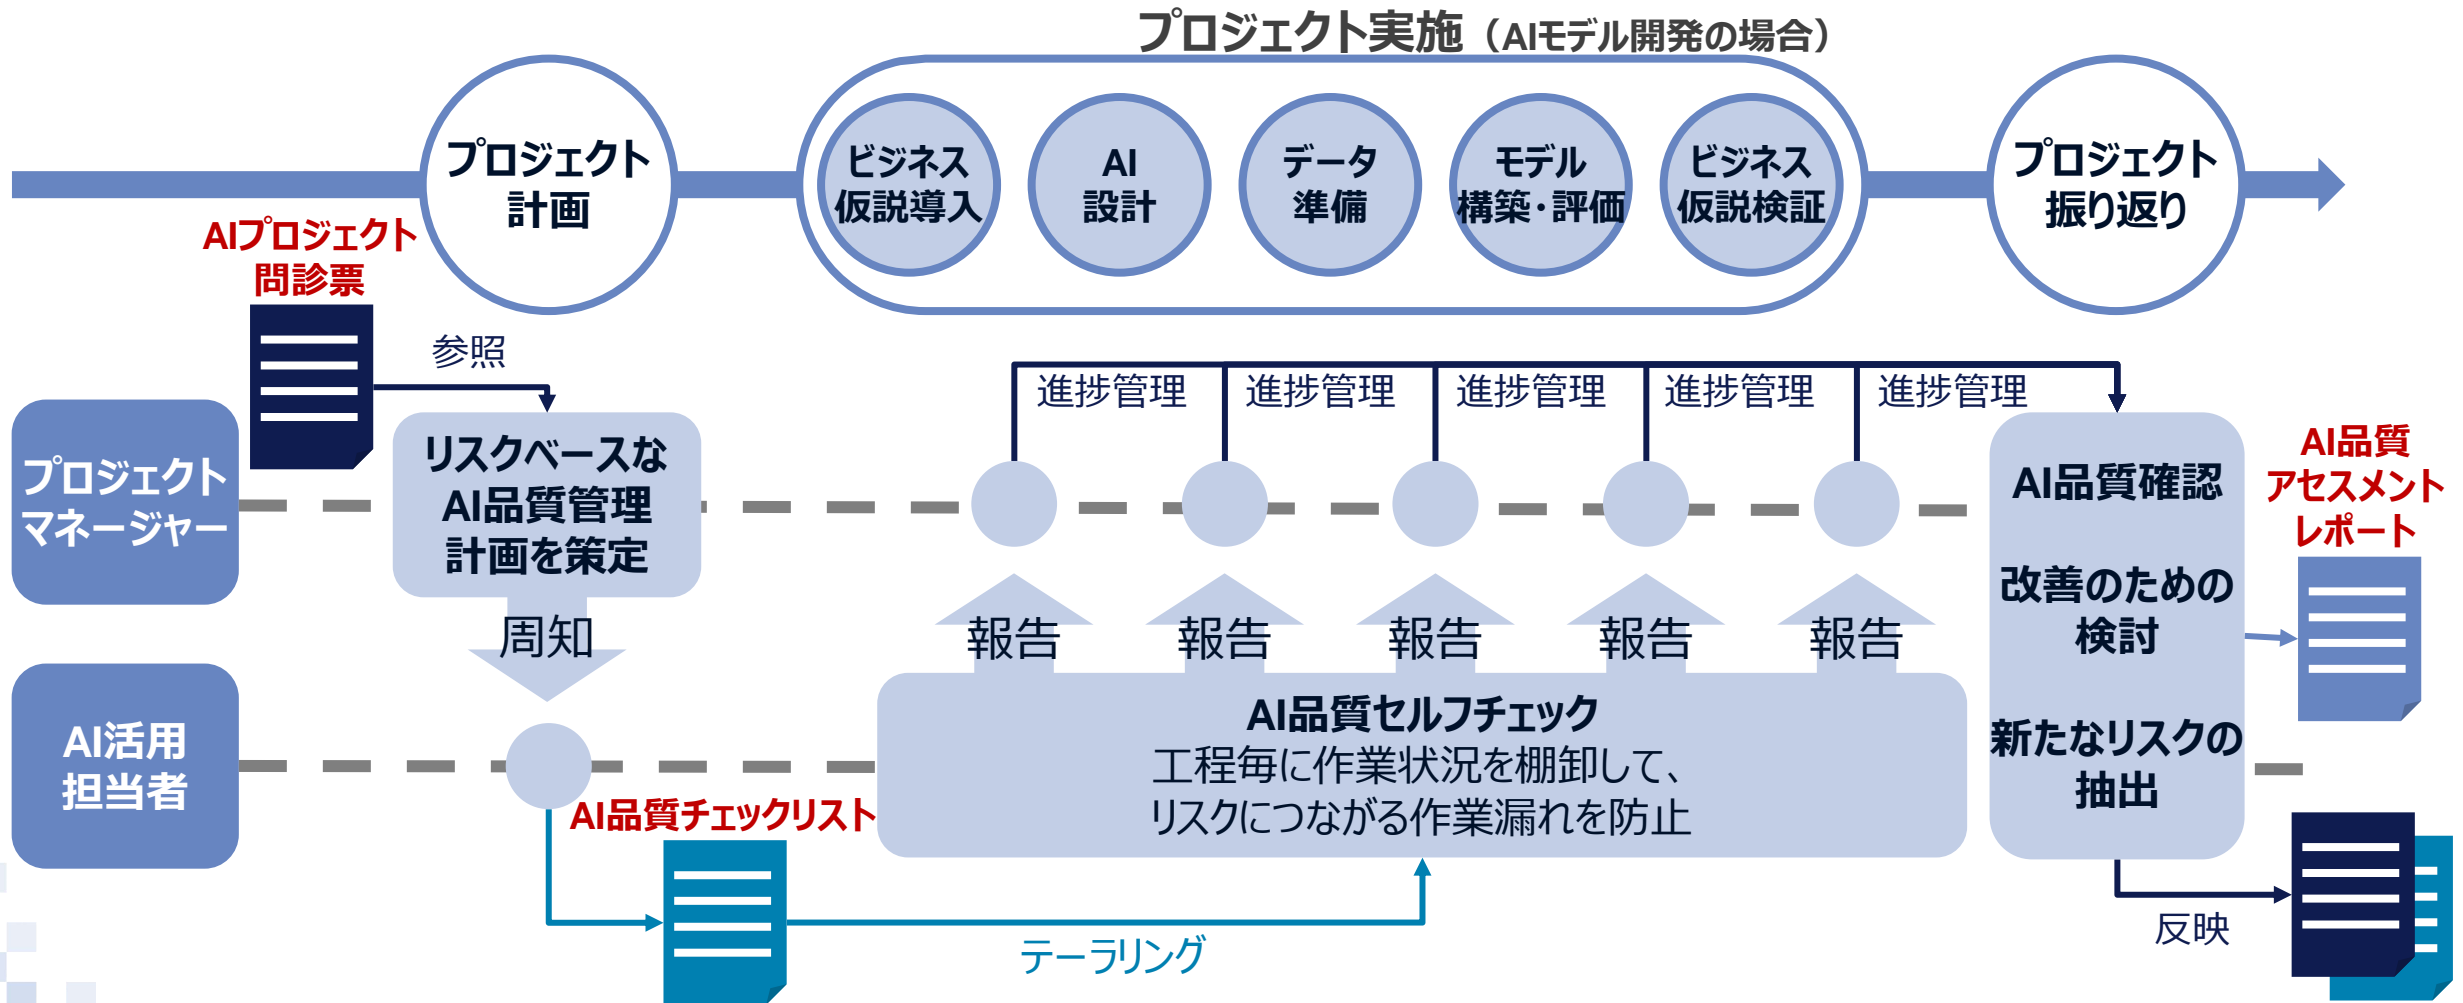 プロジェクト実施（AIモデル開発の場合）
プロジェクト
計画
ビジネス
仮説導入
AI
設計
データ
準備
モデル
構築・評価
ビジネス
仮説検証
プロジェクト
振り返り
AIプロジェクト
問診票
参照
進捗管理
進捗管理
進捗管理
進捗管理
進捗管理
プロジェクト
マネージャー
リスクベースな
AI品質管理
計画を策定
AI品質確認
改善のための
検討
新たなリスクの
抽出
AI品質
アセスメント
レポート
周知
報告
報告
報告
報告
報告
AI活用
担当者
AI品質セルフチェック
工程毎に作業状況を棚卸して、
リスクにつながる作業漏れを防止
AI品質チェックリスト
テーラリング
反映